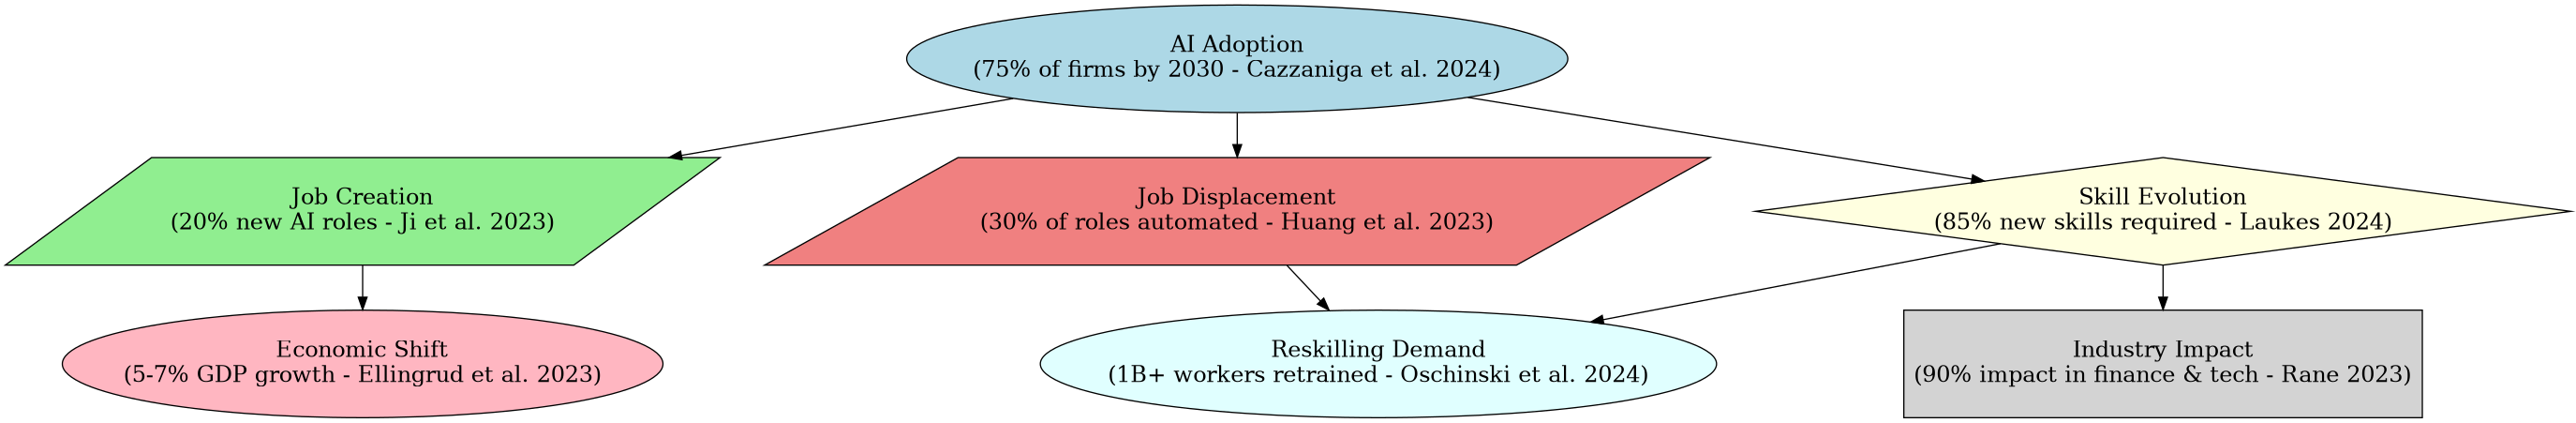 AI Adoption
(75% of firms by 2030 - Cazzaniga et al. 2024)
Job Creation
(20% new AI roles - Ji et al. 2023)
Job Displacement
(30% of roles automated - Huang et al. 2023)
Skill Evolution
(85% new skills required - Laukes 2024)
Economic Shift
(5-7% GDP growth - Ellingrud et al. 2023)
Reskilling Demand
(1B+ workers retrained - Oschinski et al. 2024)
Industry Impact
(90% impact in finance & tech - Rane 2023)